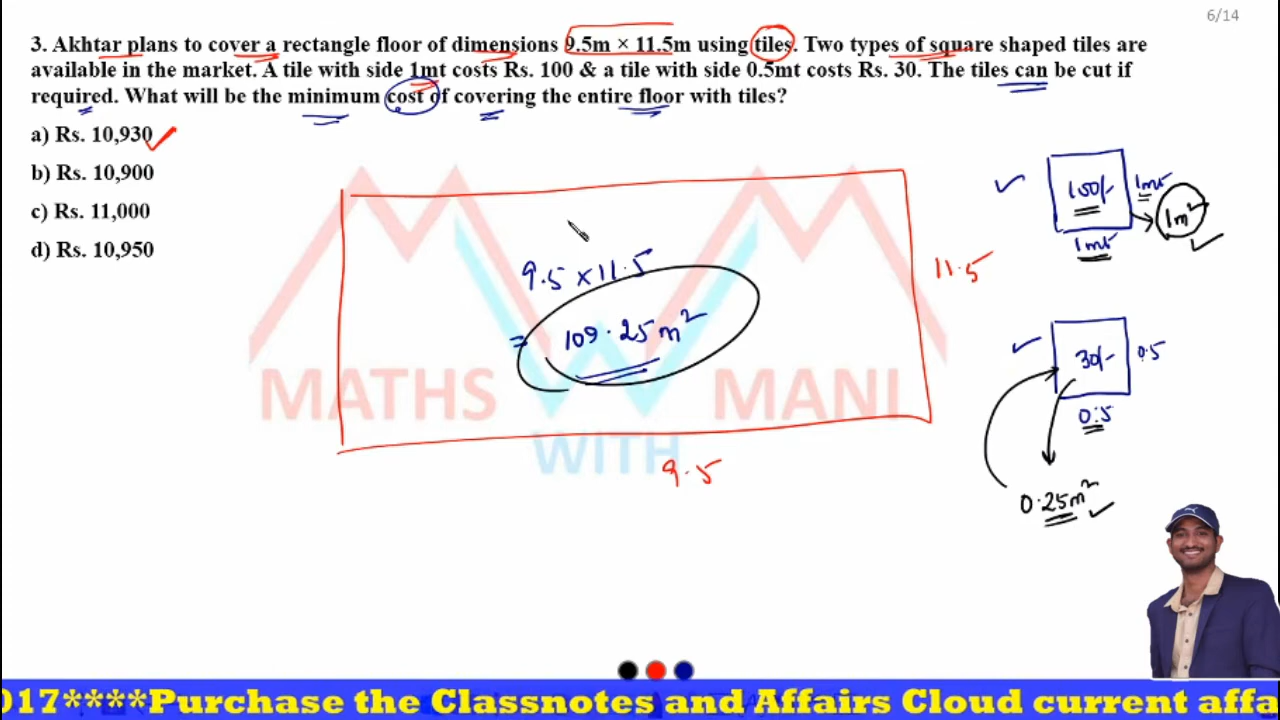 6/14
3. Akhtar plans to cover a rectangle floor of dimensions 9.5m × 11.5m using tiles. Two types of square shaped tiles are
available in the market. A tile with side 1mt costs Rs. 100 & a tile with side 0.5mt costs Rs. 30. The tiles can be cut if
required. What will be the minimum cost of covering the entire floor with tiles?
a) Rs. 10,930
b) Rs. 10,900
c) Rs. 11,000
d) Rs. 10,950
100/-
1mt
1m²
1mt
9.5 × 11.5
11.5
= 109.25 m²
30/-
0.5
0.5
MATHS MANI
WITH
9.5
0.25m²
017****Purchase the Classnotes and Affairs Cloud current affa